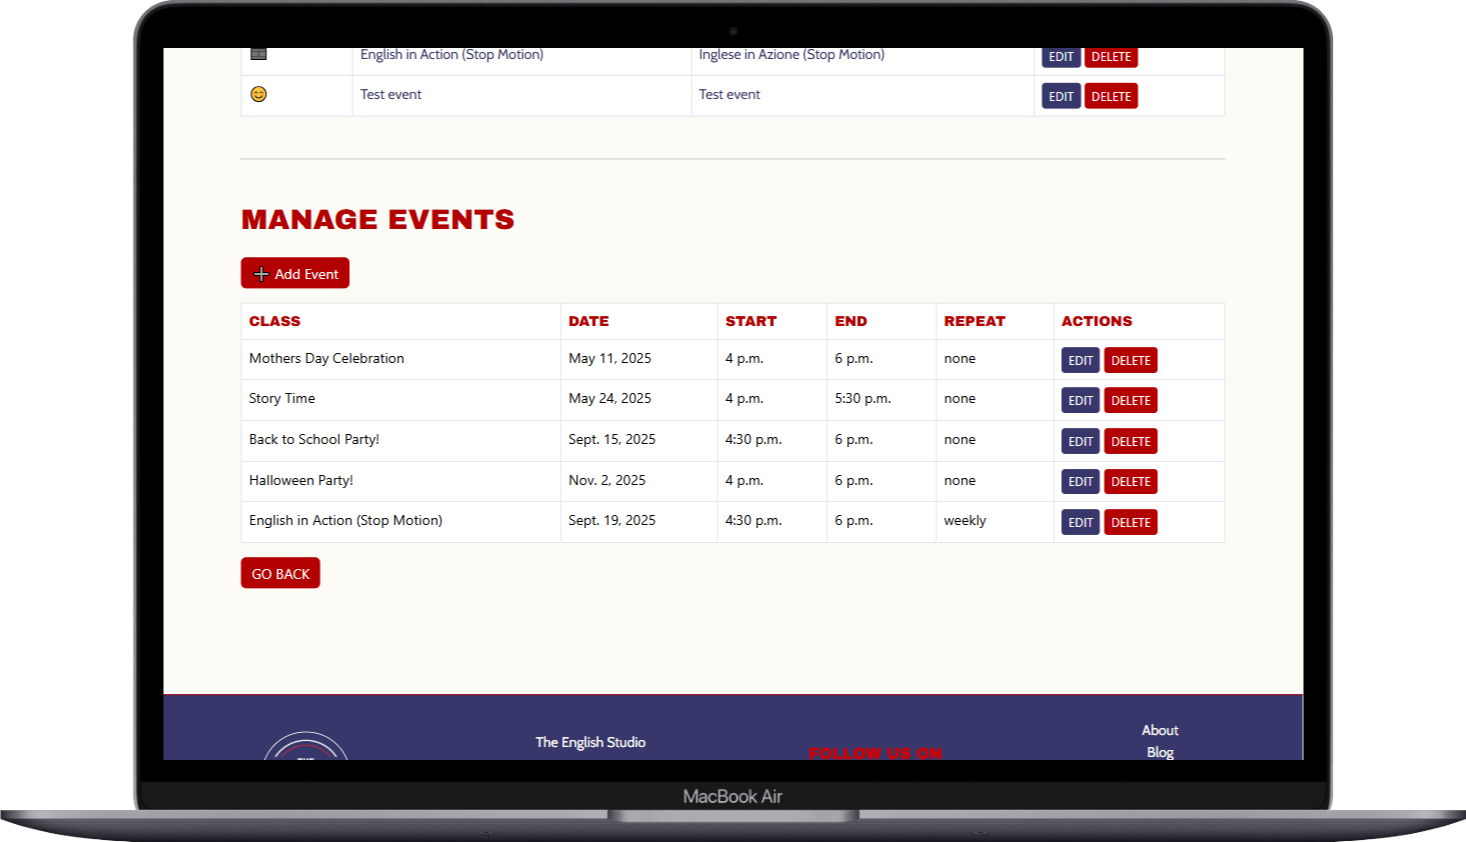 English in Action (Stop Motion) Inglese in Azione (Stop Motion) EDIT DELETE
Test event Test event EDIT DELETE
MANAGE EVENTS
Add Event
CLASS DATE START END REPEAT ACTIONS
Mothers Day Celebration May 11, 2025 4 p.m. 6 p.m. none EDIT DELETE
Story Time May 24, 2025 4 p.m. 5:30 p.m. none EDIT DELETE
Back to School Party! Sept. 15, 2025 4:30 p.m. 6 p.m. none EDIT DELETE
Halloween Party! Nov. 2, 2025 4 p.m. 6 p.m. none EDIT DELETE
English in Action (Stop Motion) Sept. 19, 2025 4:30 p.m. 6 p.m. weekly EDIT DELETE
GO BACK
About
The English Studio
FOLLOW US ON
Blog
THE
MacBook Air